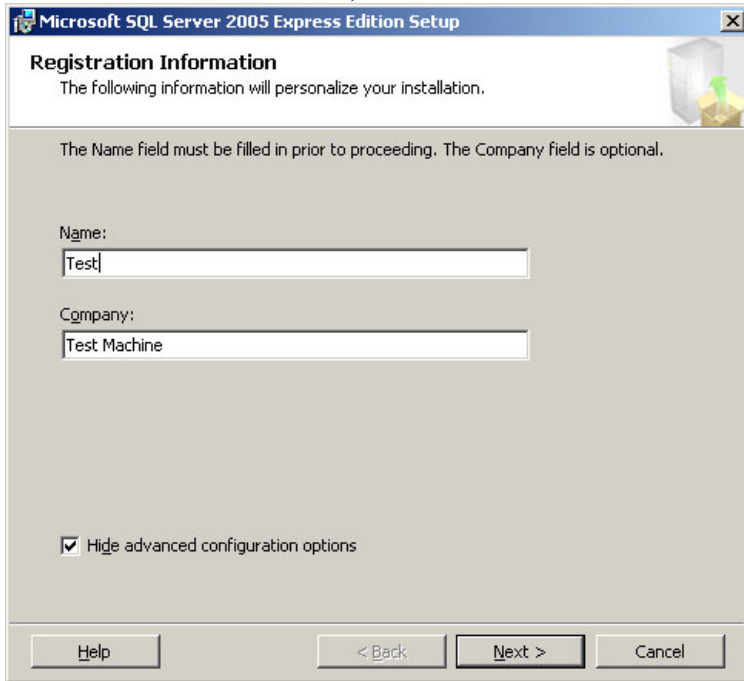 Microsoft SQL Server 2005 Express Edition Setup
Registration Information
The following information will personalize your installation.
The Name field must be filled in prior to proceeding. The Company field is optional.
Name:
Test
Company:
Test Machine
Hide advanced configuration options
Help < Back Next > Cancel